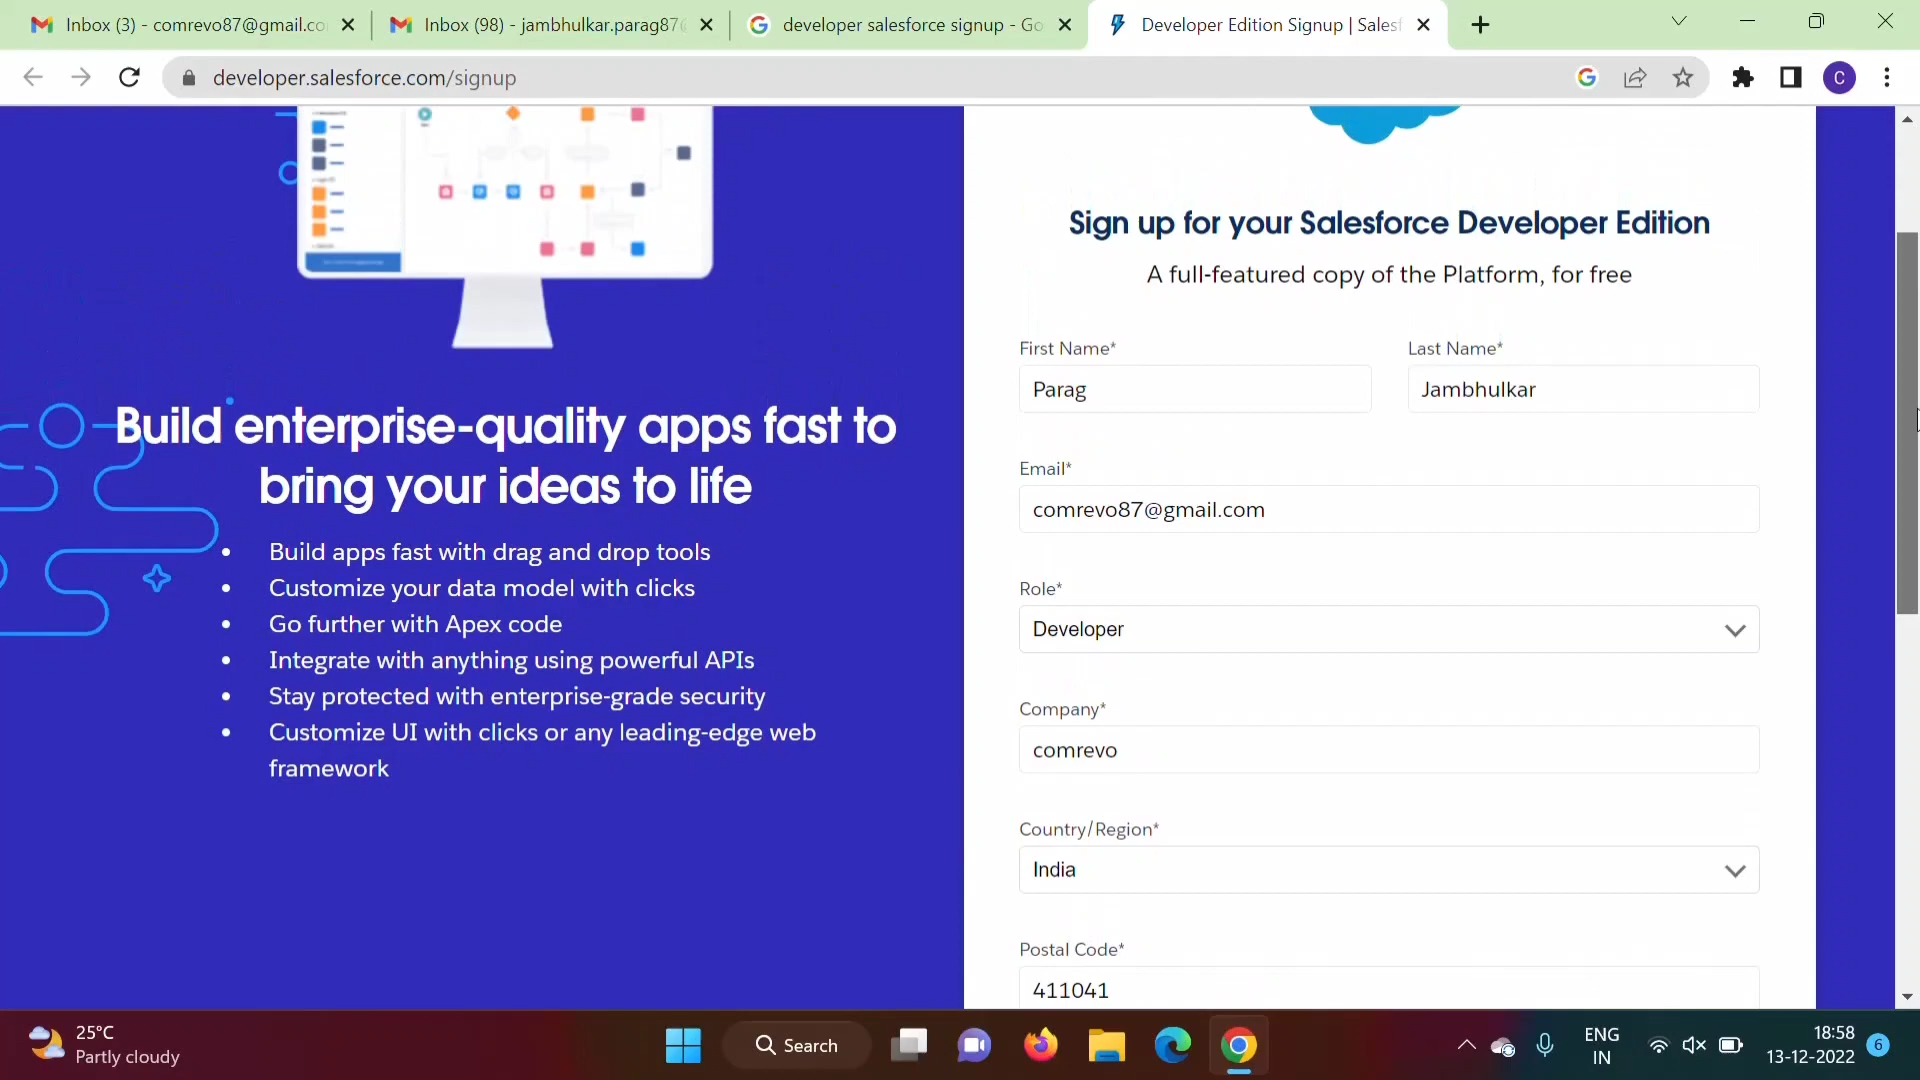 Inbox (3) - comrevo87@gmail.co
Inbox (98) - jambhulkar.parag87
developer salesforce signup - Go
Developer Edition Signup | Salesf
developer.salesforce.com/signup
C
Sign up for your Salesforce Developer Edition
A full-featured copy of the Platform, for free
First Name*
Last Name*
Parag
Jambhulkar
Email*
comrevo87@gmail.com
Role*
Developer
Company*
comrevo
Country/Region*
India
Postal Code*
411041
Build enterprise-quality apps fast to
bring your ideas to life
• Build apps fast with drag and drop tools
• Customize your data model with clicks
• Go further with Apex code
• Integrate with anything using powerful APIs
• Stay protected with enterprise-grade security
• Customize UI with clicks or any leading-edge web
framework
25°C
Partly cloudy
Search
ENG
IN
18:58
13-12-2022
6